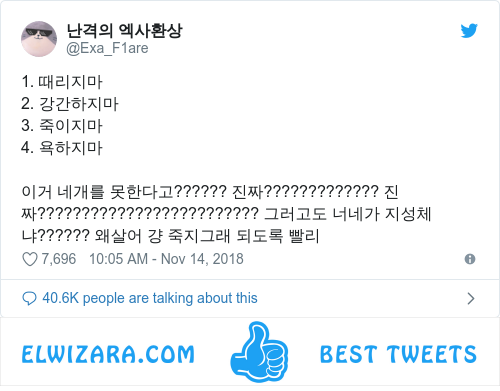 난격의 엑사환상
@Exa_F1are
1. 때리지마
2. 강간하지마
3. 죽이지마
4. 욕하지마
이거 네개를 못한다고?????? 진짜????????????? 진
짜????????????????????????? 그러고도 너네가 지성체
냐?????? 왜살어 걍 죽지그래 되도록 빨리
7,696 10:05 AM - Nov 14, 2018
40.6K people are talking about this
ELWIZARA.COM BEST TWEETS